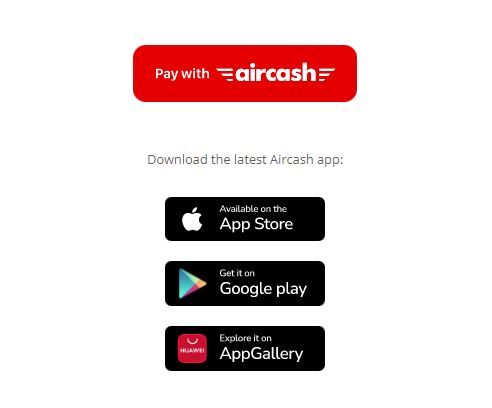 Pay with aircash
Download the latest Aircash app:
Available on the
App Store
Get it on
Google play
Explore it on
HUAWEI
AppGallery